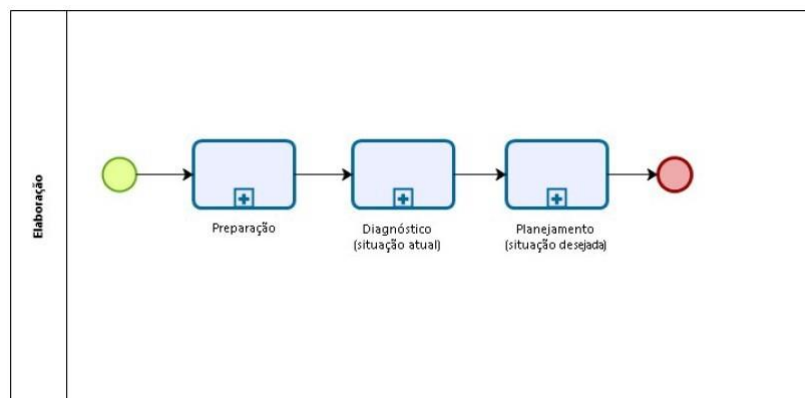 Elaboração
Preparação
Diagnóstico
(situação atual)
Planejamento
(situação desejada)